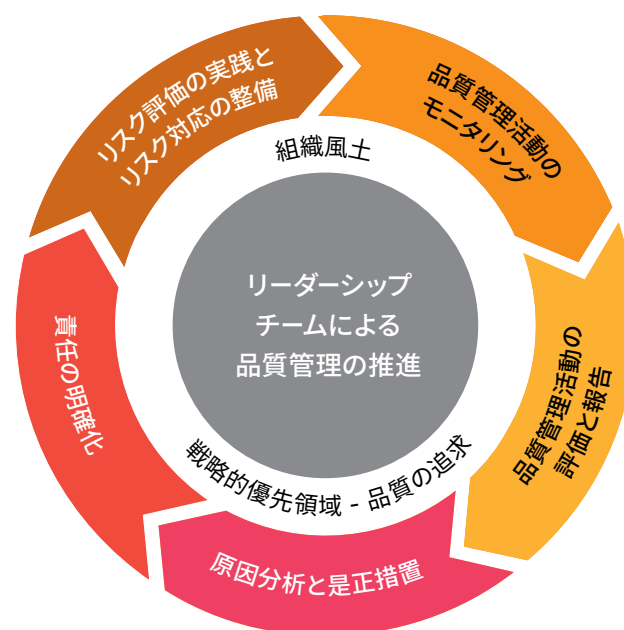 リスク評価の実践と
リスク対応の整備
品質管理活動の
モニタリング
品質管理活動の
評価と報告
原因分析と是正措置
責任の明確化
組織風土
リーダーシップ
チームによる
品質管理の推進
戦略的優先領域 - 品質の追求